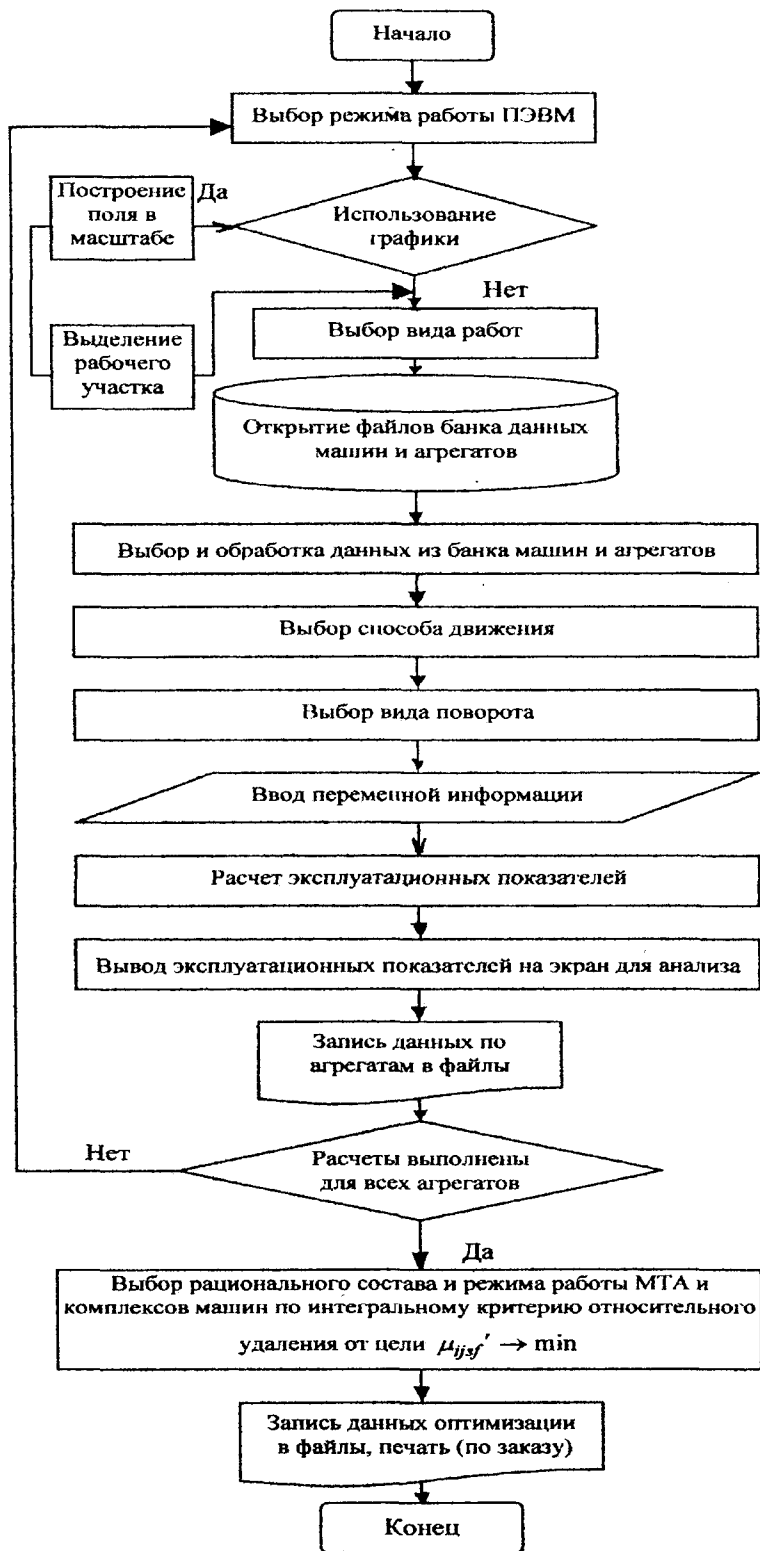 Начало
Выбор режима работы ПЭВМ
Построение
поля в
масштабе
Да
Использование
графики
Нет
Выделение
рабочего
участка
Выбор вида работ
Открытие файлов банка данных
машин и агрегатов
Выбор и обработка данных из банка машин и агрегатов
Выбор способа движения
Выбор вида поворота
Ввод переменной информации
Расчет эксплуатационных показателей
Вывод эксплуатационных показателей на экран для анализа
Запись данных по
агрегатам в файлы
Нет
Расчеты выполнены
для всех агрегатов
Да
Выбор рационального состава и режима работы МТА и
комплексов машин по интегральному критерию относительного
удаления от цели μijsf′ → min
Запись данных оптимизации
в файлы, печать (по заказу)
Конец